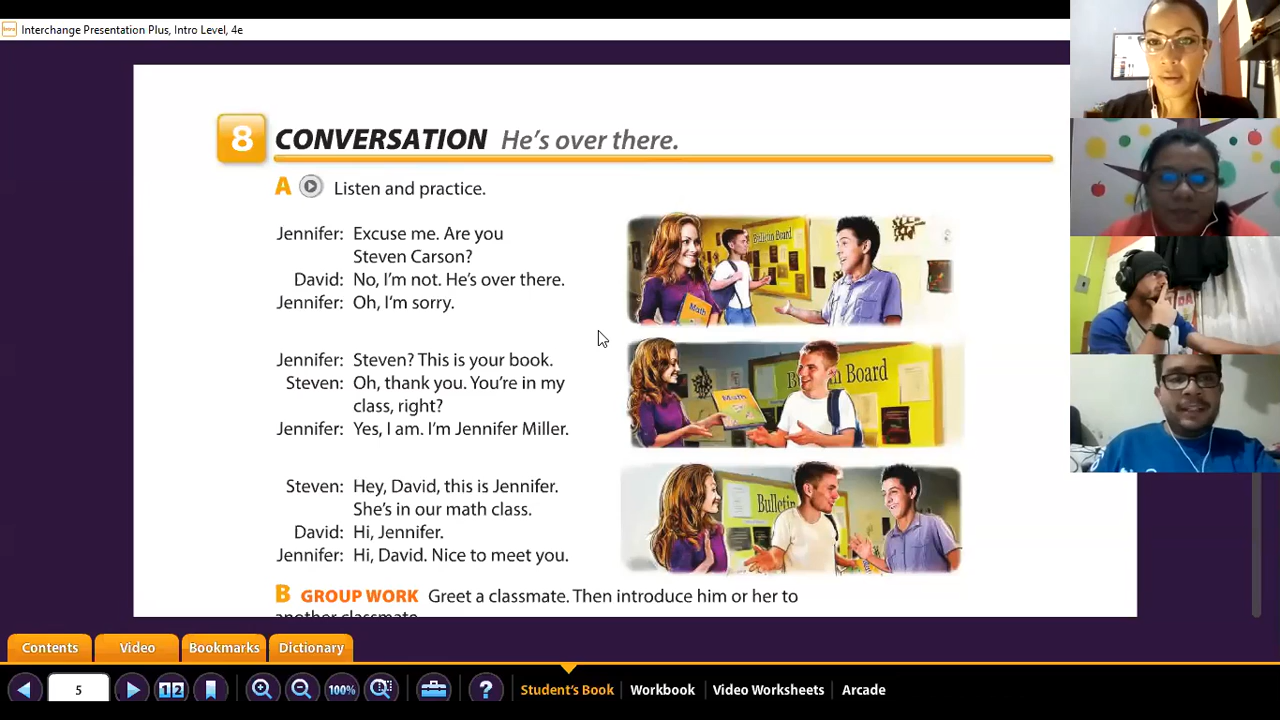 Interchange Presentation Plus, Intro Level, 4e
8 CONVERSATION He's over there.
A Listen and practice.
Jennifer: Excuse me. Are you
Steven Carson?
David: No, I'm not. He's over there.
Jennifer: Oh, I'm sorry.
Bulletin Board
Math
Jennifer: Steven? This is your book.
Steven: Oh, thank you. You're in my
class, right?
Jennifer: Yes, I am. I'm Jennifer Miller.
Board
Math
Steven: Hey, David, this is Jennifer.
She's in our math class.
David: Hi, Jennifer.
Jennifer: Hi, David. Nice to meet you.
B GROUP WORK Greet a classmate. Then introduce him or her to
another classmate.
Contents Video Bookmarks Dictionary
5 12 100% ? Student's Book Workbook Video Worksheets Arcade